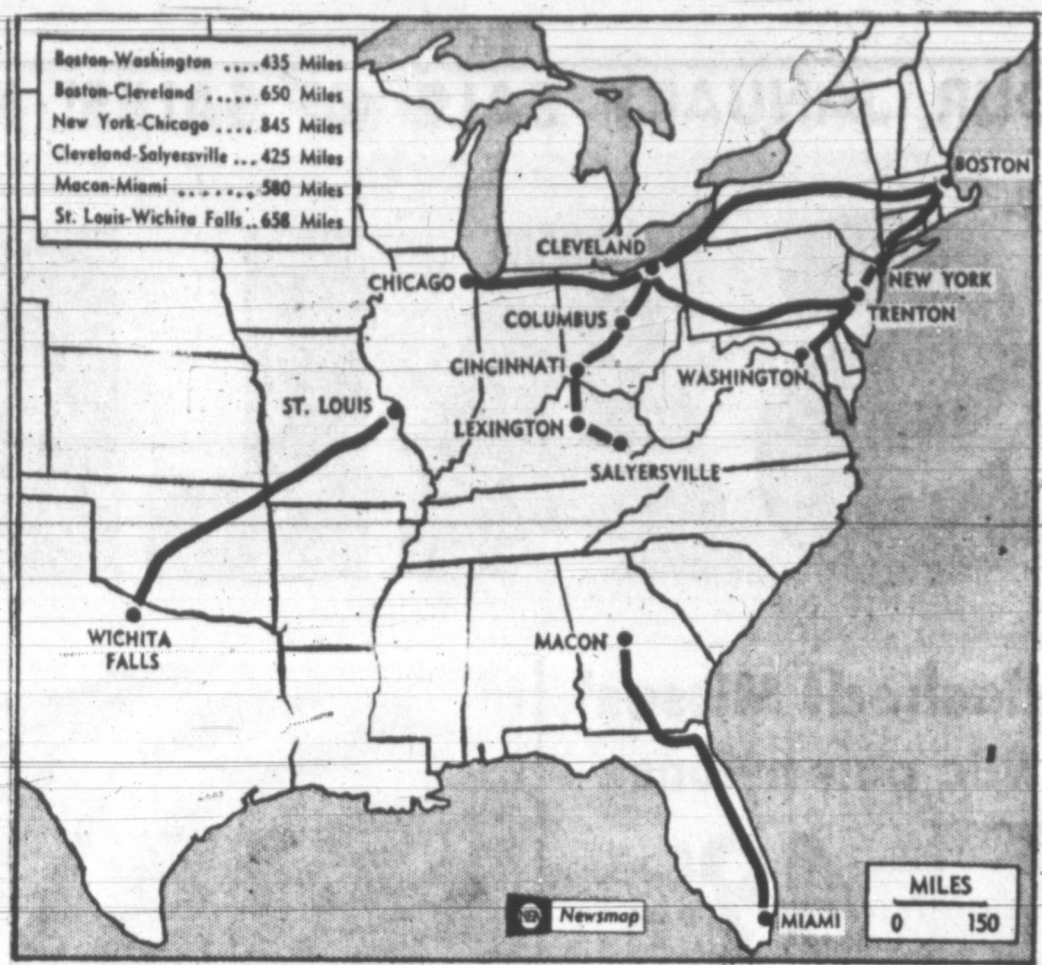 Boston-Washington ....435 Miles
Boston-Cleveland .....650 Miles
New York-Chicago ....845 Miles
Cleveland-Salyersville ...425 Miles
Macon-Miami .......580 Miles
St. Louis-Wichita Falls ..658 Miles
BOSTON
CLEVELAND
CHICAGO
NEW YORK
COLUMBUS
TRENTON
CINCINNATI
WASHINGTON
ST. LOUIS
LEXINGTON
SALYERSVILLE
WICHITA
FALLS
MACON
MILES
0 150
NEA Newsmap
MIAMI